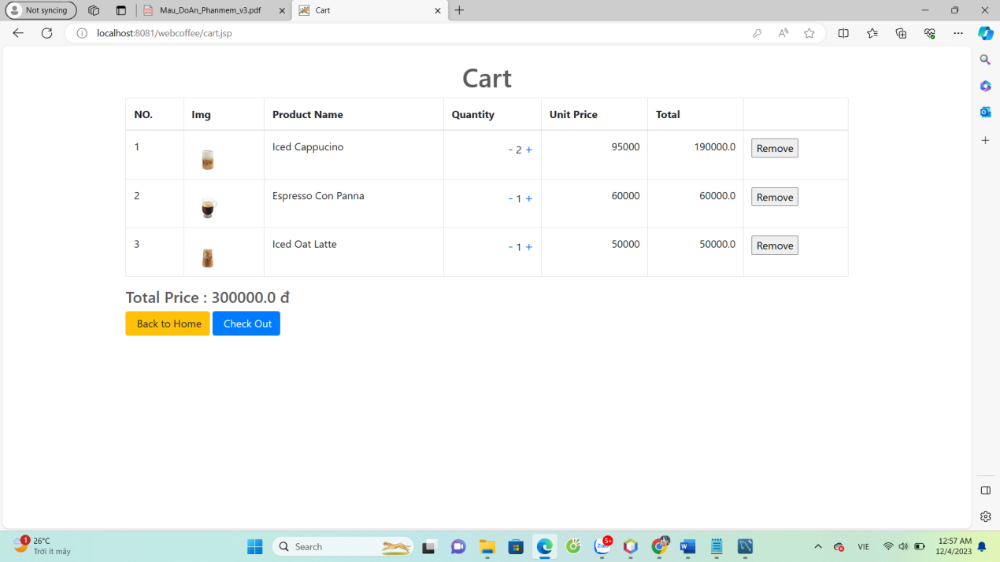 Not syncing
Mau_DoAn_Phanmem_v3.pdf
Cart
localhost:8081/webcoffee/cart.jsp
Cart
NO. Img Product Name Quantity Unit Price Total
1 Iced Cappucino - 2 + 95000 190000.0 Remove
2 Espresso Con Panna - 1 + 60000 60000.0 Remove
3 Iced Oat Latte - 1 + 50000 50000.0 Remove
Total Price : 300000.0 đ
Back to Home Check Out
1 26°C
Trời ít mây
Search
5+
VIE
12:57 AM
12/4/2023